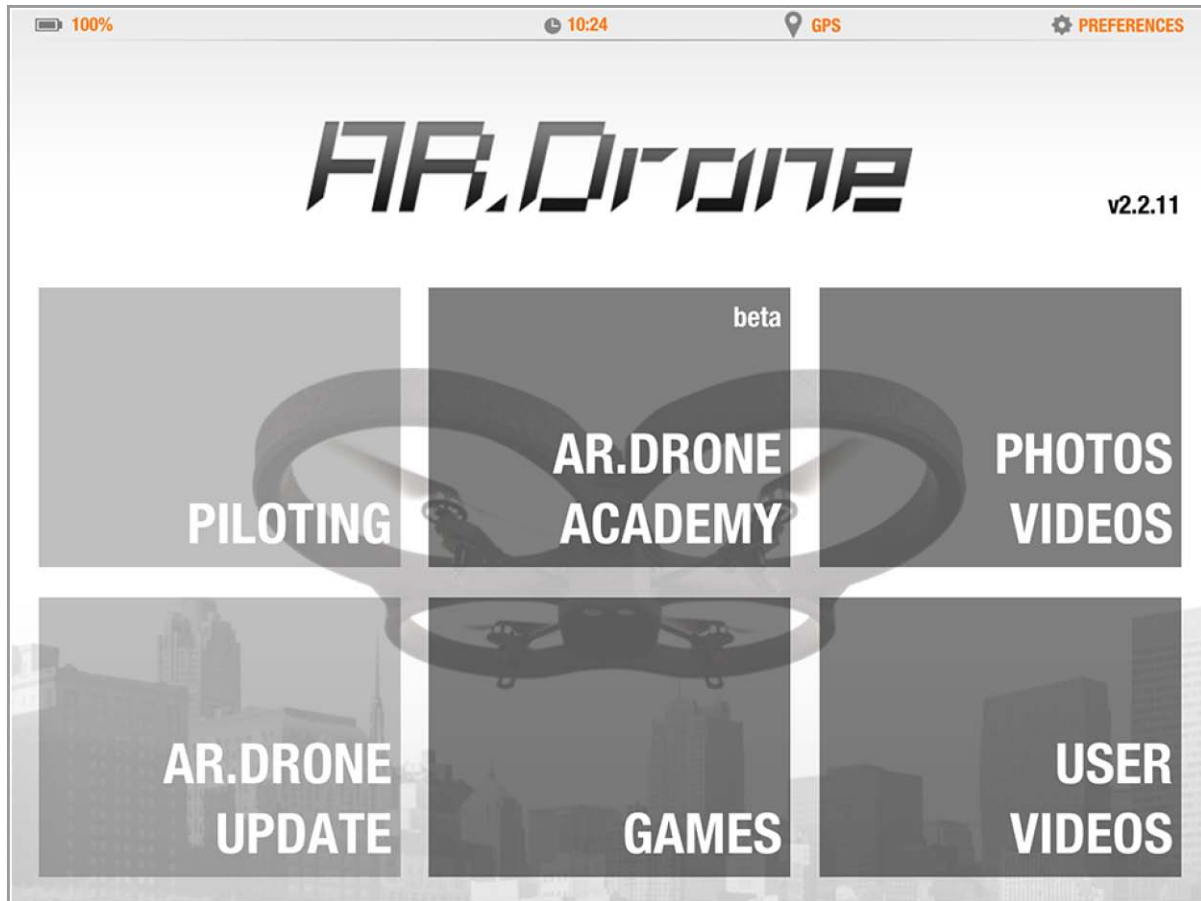 100% 10:24 GPS PREFERENCES
AR.Drone
v2.2.11
PILOTING
beta
AR.DRONE
ACADEMY
PHOTOS
VIDEOS
AR.DRONE
UPDATE
GAMES
USER
VIDEOS